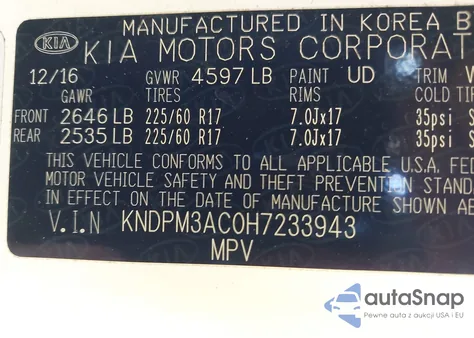 MANUFACTURED IN KOREA B
KIA KIA MOTORS CORPORAT
12/16 GVWR 4597 LB PAINT UD TRIM
GAWR TIRES RIMS COLD TI
FRONT 2646 LB 225/60 R17 7.0Jx17 35psi S
REAR 2535 LB 225/60 R17 7.0Jx17 35psi S
THIS VEHICLE CONFORMS TO ALL APPLICABLE U.S.A. FED
MOTOR VEHICLE SAFETY AND THEFT PREVENTION STAND
ON THE DATE OF MANUFACTURE SHOWN ABOV
V.I.N KNDPM3AC0H7233943
MPV
autoSnap
Pewne auta z aukcji USA i EU